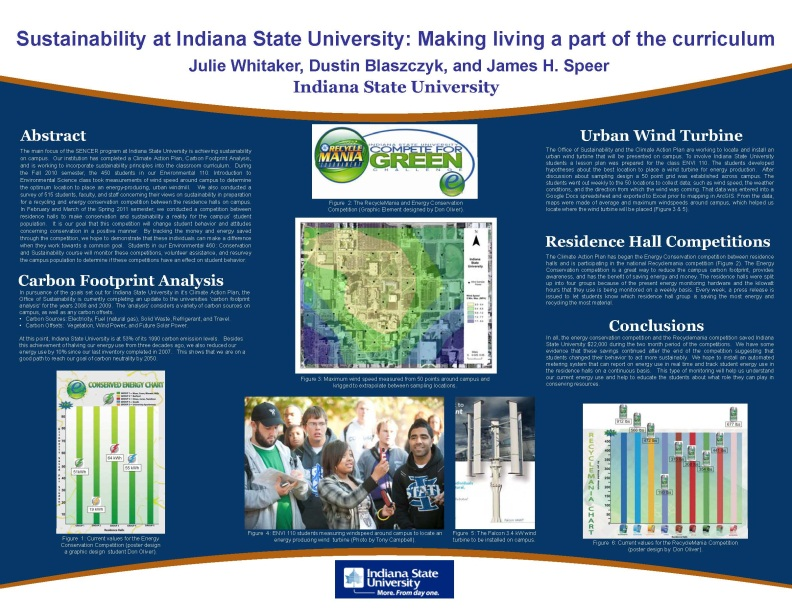 Sustainability at Indiana State University: Making living a part of the curriculum
Julie Whitaker, Dustin Blaszczyk, and James H. Speer
Indiana State University
Abstract
The main focus of the SENCER program at Indiana State University is achieving sustainability
on campus. Our institution has completed a Climate Action Plan, Carbon Footprint Analysis,
and is working to incorporate sustainability principles into the classroom curriculum. During
the Fall 2010 semester, the 450 students in our Environmental 110, Introduction to
Environmental Science class took measurements of wind speed around campus to determine
the optimum location to place an energy-producing, urban windmill. We also conducted a
survey of 515 students, faculty, and staff concerning their views on sustainability in preparation
for a recycling and energy competition between the residence halls on campus.
In February and March of the Spring 2011 semester, we conducted a competition between
residence halls to make conservation and sustainability a reality for the campus' student
population. It is our goal that this competition will change student behavior and attitudes
concerning conservation in a positive manner. By tracking the money and energy saved
through the competition, we hope to demonstrate that these individuals can make a difference
when they work towards a common goal. Students in our Environmental 460: Conservation
and Sustainability course will monitor these competitions, volunteer assistance, and resurvey
the campus population to determine if these competitions have an effect on student behavior.
Carbon Footprint Analysis
In pursuance of the goals set out for Indiana State University in it's Climate Action Plan, the
Office of Sustainability is currently completing an update to the universities 'carbon footprint
analysis' for the years 2008 and 2009. The 'analysis' considers a variety of carbon sources on
campus, as well as any carbon offsets.
• Carbon Sources: Electricity, Fuel (natural gas), Solid Waste, Refrigerant, and Travel.
• Carbon Offsets: Vegetation, Wind Power, and Future Solar Power.
At this point, Indiana State University is at 53% of its 1990 carbon emission levels. Besides
this achievement of halving our energy use from three decades ago, we also reduced our
energy use by 10% since our last inventory completed in 2007. This shows that we are on a
good path to reach our goal of carbon neutrality by 2050.
CONSERVED ENERGY CHART
Figure 1: Current values for the Energy
Conservation Competition (poster design
a graphic design student Don Oliver)
RECYCLE
MANIA
COMPETE FOR
GREEN
Figure 2: The RecycleMania and Energy Conservation
Competition (Graphic Element designed by Don Oliver)
Figure 3: Maximum wind speed measured from 50 points around campus and
krigged to extrapolate between sampling locations.
Figure 4: ENVI 110 students measuring windspeed around campus to locate an
energy producing wind turbine (Photo by Tony Campbell).
Figure 5: The Falcon 3.4 kW wind
turbine to be installed on campus.
Urban Wind Turbine
The Office of Sustainability and the Climate Action Plan are working to locate and install an
urban wind turbine that will be presented on campus. To involve Indiana State University
students a lesson plan was prepared for the class ENVI 110. The students developed
hypotheses about the best location to place a wind turbine for energy production. After
discussion about sampling design a 50 point grid was established across campus. The
students went out weekly to the 50 locations to collect data; such as wind speed, the weather
conditions, and the direction from which the wind was coming. That data was entered into a
Google Docs spreadsheet and exported to Excel prior to mapping in ArcGIS. From the data,
maps were made of average and maximum windspeeds around campus, which helped us
locate where the wind turbine will be placed (Figure 3 & 5).
Residence Hall Competitions
The Climate Action Plan has began the Energy Conservation competition between residence
halls and is participating in the national Recyclemania competition (Figure 2). The Energy
Conservation competition is a great way to reduce the campus carbon footprint, provides
awareness, and has the benefit of saving energy and money. The residence halls were split
up into four groups because of the present energy monitoring hardware and the kilowatt
hours that they use is being monitored on a weekly basis. Every week, a press release is
issued to let students know which residence hall group is saving the most energy and
recycling the most material.
Conclusions
In all, the energy conservation competition and the Recyclemania competition saved Indiana
State University $22,000 during the two month period of the competitions. We have some
evidence that these savings continued after the end of the competition suggesting that
students changed their behavior to act more sustainably. We hope to install an automated
metering system that can report on energy use in real time and track student energy use in
the residence halls on a continuous basis. This type of monitoring will help us understand
our current energy use and help to educate the students about what role they can play in
conserving resources.
RECYCLEMANIA CHART
Figure 6: Current values for the RecycleMania Competition
(poster design by Don Oliver)
Indiana State
University
More. From day one.